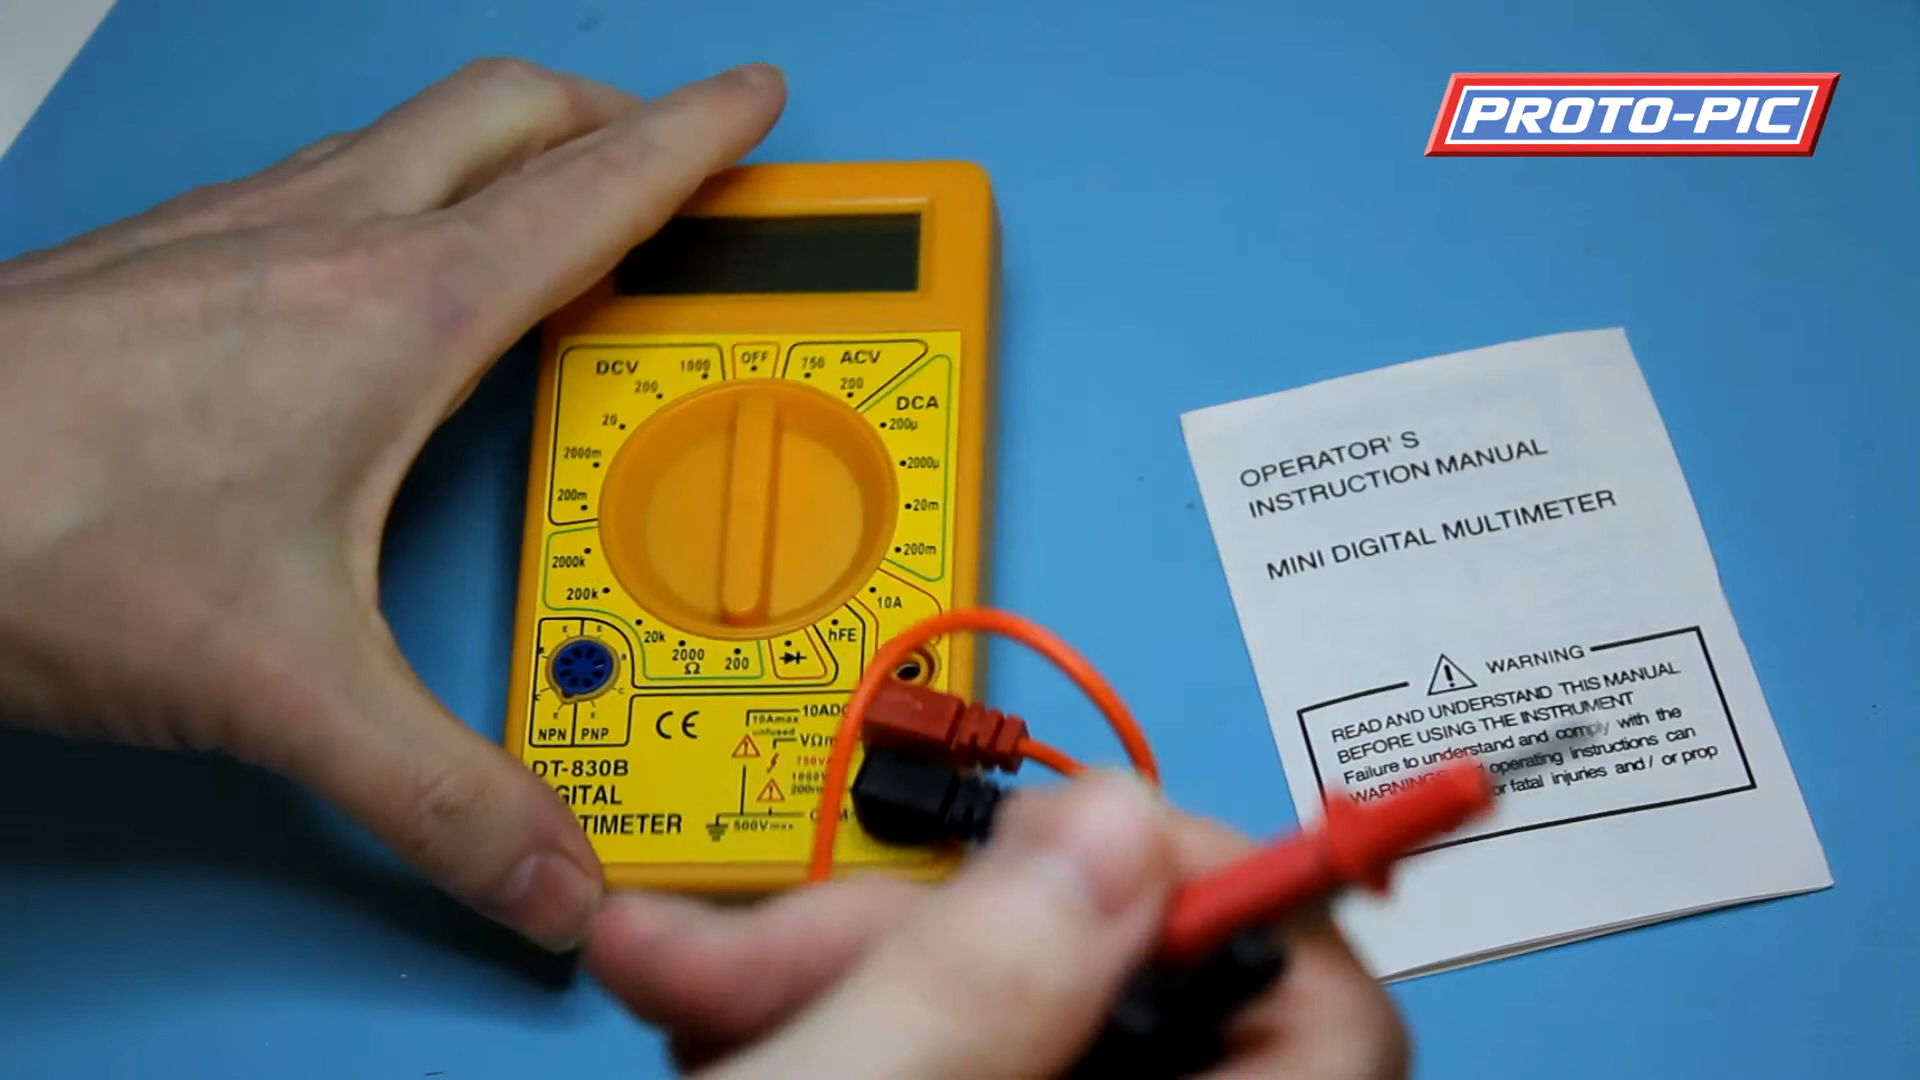 PROTO-PIC
DCV
1000
OFF
750
ACV
200
200
DCA
20
200µ
2000m
2000µ
200m
20m
2000k
200m
200k
10A
20k
2000
Ω
200
hFE
NPN
PNP
CE
10Amax
unfused
10ADC
VΩm
DT-830B
GITAL
TIMETER
500Vmax
OPERATOR' S
INSTRUCTION MANUAL
MINI DIGITAL MULTIMETER
WARNING
READ AND UNDERSTAND THIS MANUAL
BEFORE USING THE INSTRUMENT
Failure to understand and comply with the
operating instructions can
or fatal injuries and / or prop